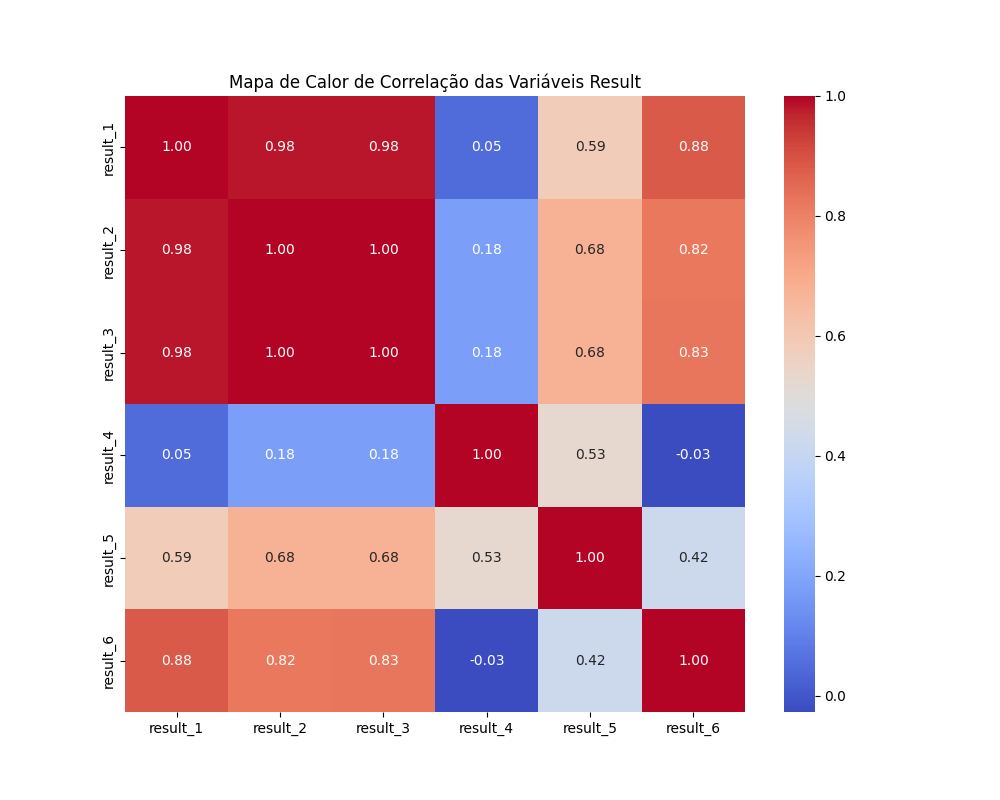 Mapa de Calor de Correlação das Variáveis Result
result_1 1.00 0.98 0.98 0.05 0.59 0.88
result_2 0.98 1.00 1.00 0.18 0.68 0.82
result_3 0.98 1.00 1.00 0.18 0.68 0.83
result_4 0.05 0.18 0.18 1.00 0.53 -0.03
result_5 0.59 0.68 0.68 0.53 1.00 0.42
result_6 0.88 0.82 0.83 -0.03 0.42 1.00
result_1 result_2 result_3 result_4 result_5 result_6
1.0
0.8
0.6
0.4
0.2
0.0